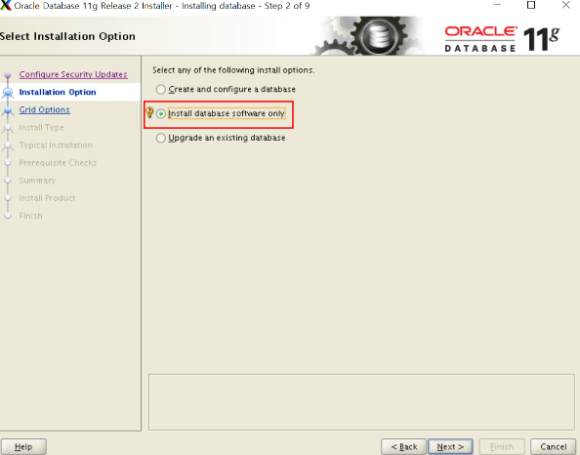 Oracle Database 11g Release 2 Installer - Installing database - Step 2 of 9
Select Installation Option
ORACLE
DATABASE 11g
Configure Security Updates
Installation Option
Grid Options
Install Type
Typical Installation
Prerequisite Checks
Summary
Install Product
Finish
Select any of the following install options.
Create and configure a database
Install database software only
Upgrade an existing database
Help
< Back
Next >
Finish
Cancel